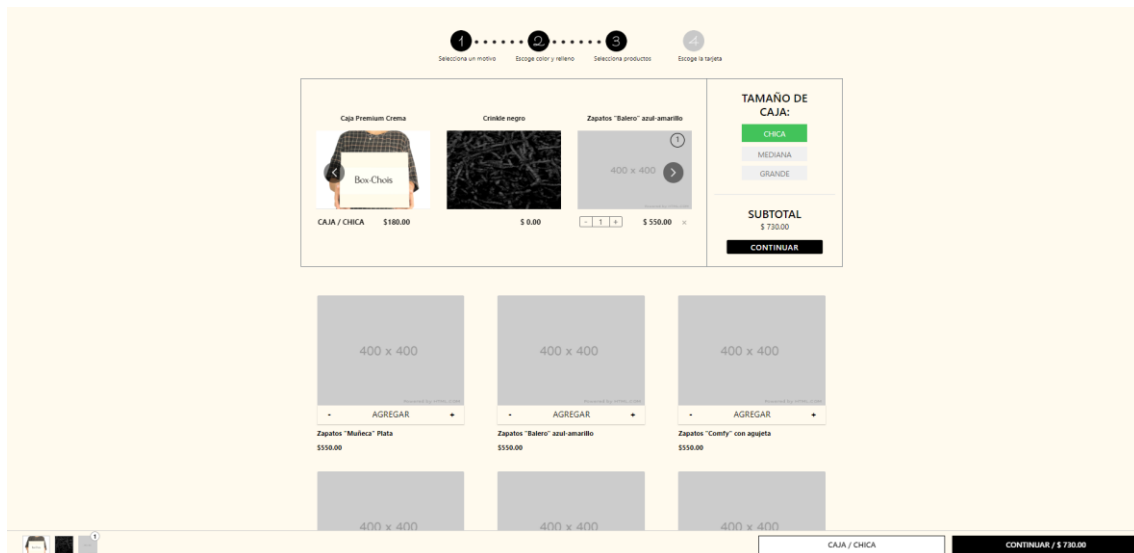 1
2
3
4
Selecciona un motivo
Escoge color y relleno
Selecciona productos
Escoge la tarjeta
Caja Premium Crema
Crinkle negro
Zapatos "Balero" azul-amarillo
Box-Chois
400 x 400
1
CAJA / CHICA $180.00
$ 0.00
- 1 + $ 550.00 ×
TAMAÑO DE
CAJA:
CHICA
MEDIANA
GRANDE
SUBTOTAL
$ 730.00
CONTINUAR
400 x 400
400 x 400
400 x 400
- AGREGAR +
- AGREGAR +
- AGREGAR +
Zapatos "Muñeca" Plata
Zapatos "Balero" azul-amarillo
Zapatos "Comfy" con agujeta
$550.00
$550.00
$550.00
400 x 400
400 x 400
400 x 400
1
CAJA / CHICA
CONTINUAR / $ 730.00